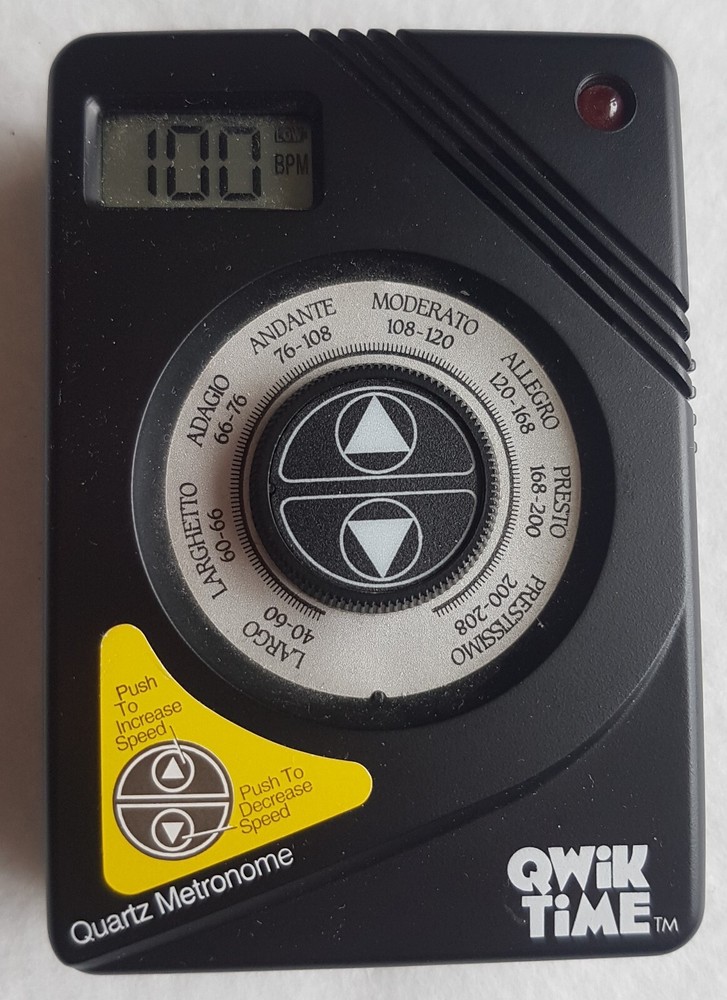 100
LOW
BPM
LARGO
40-60
LARGHETTO
60-66
ADAGIO
66-76
ANDANTE
76-108
MODERATO
108-120
ALLEGRO
120-168
PRESTO
168-200
PRESTISSIMO
200-208
Push
To
Increase
Speed
Push To
Decrease
Speed
Quartz Metronome
QWiK
TiME™